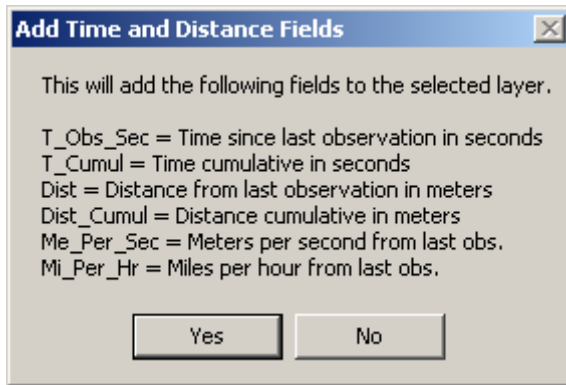 Add Time and Distance Fields
This will add the following fields to the selected layer.
T_Obs_Sec = Time since last observation in seconds
T_Cumul = Time cumulative in seconds
Dist = Distance from last observation in meters
Dist_Cumul = Distance cumulative in meters
Me_Per_Sec = Meters per second from last obs.
Mi_Per_Hr = Miles per hour from last obs.
Yes
No